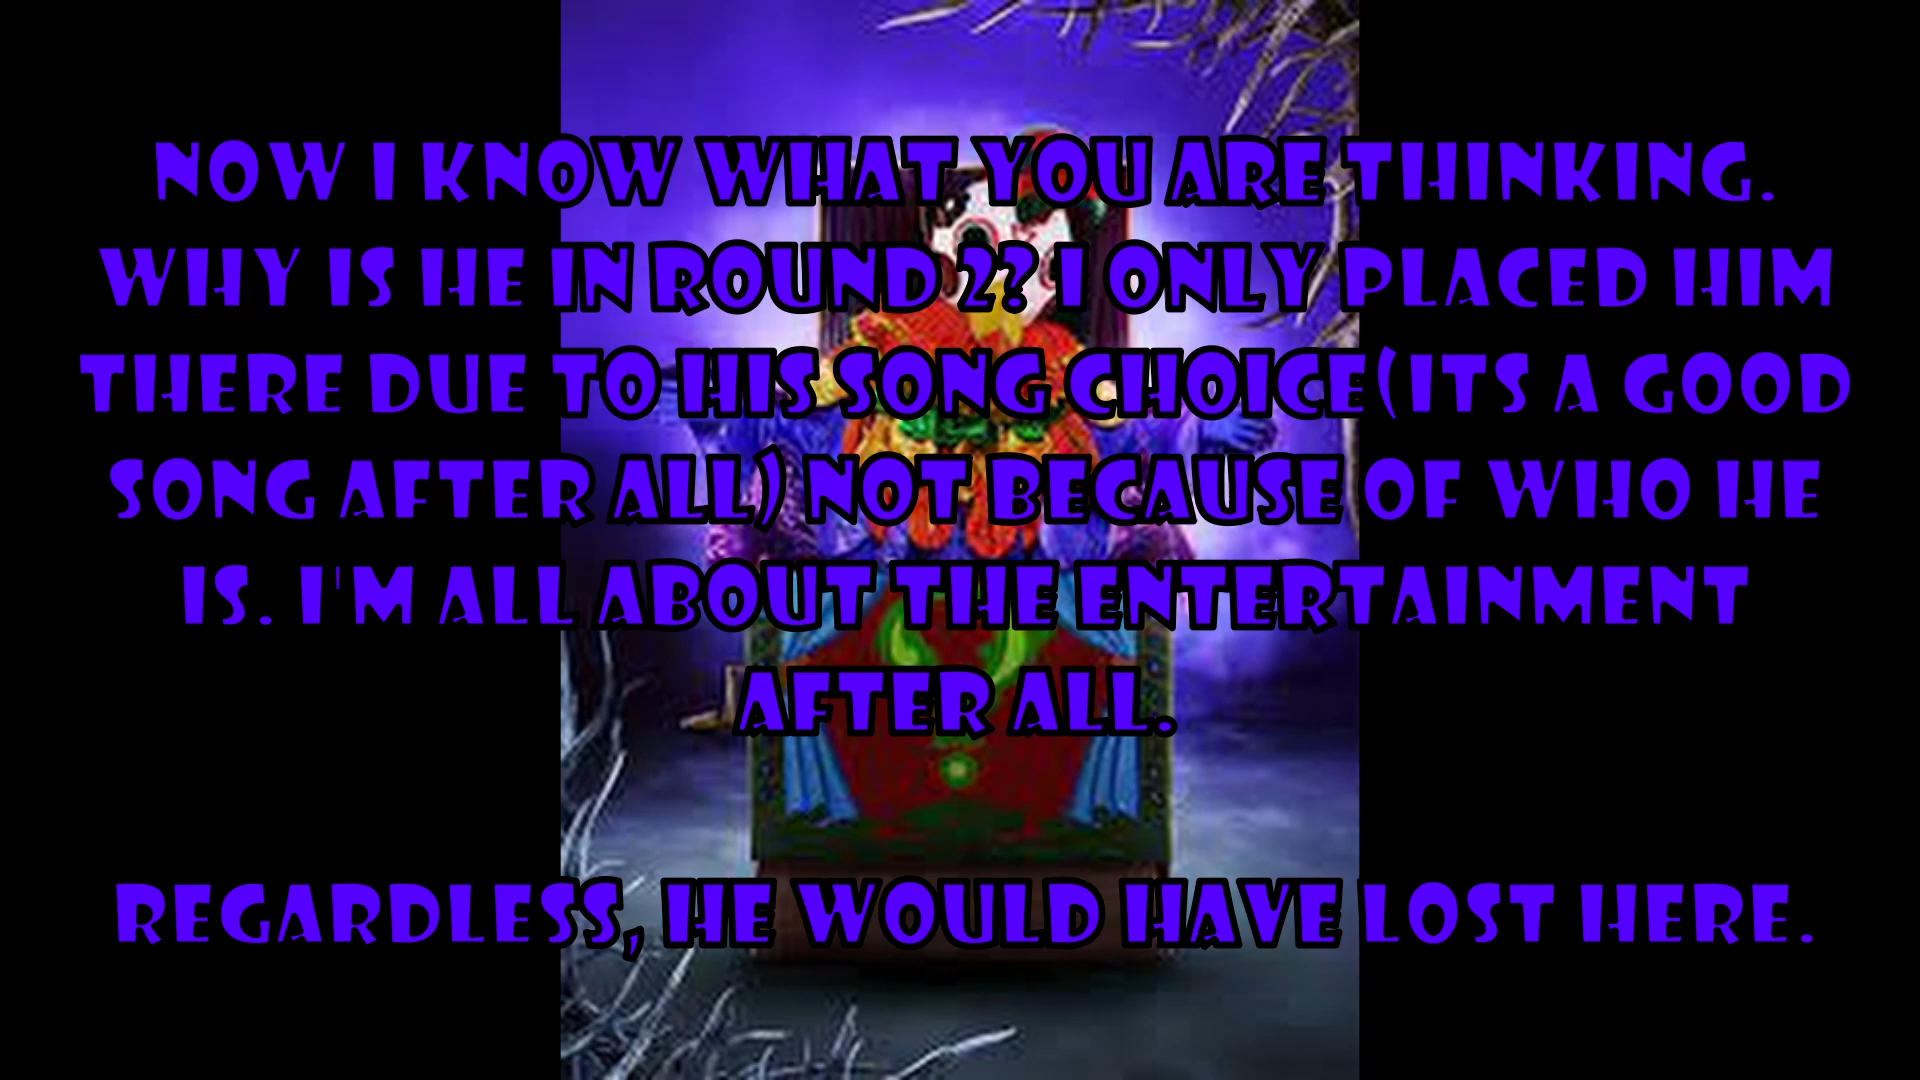 NOW I KNOW WHAT YOU ARE THINKING.
WHY IS HE IN ROUND 2? I ONLY PLACED HIM
THERE DUE TO HIS SONG CHOICE(ITS A GOOD
SONG AFTER ALL) NOT BECAUSE OF WHO HE
IS. I'M ALL ABOUT THE ENTERTAINMENT
AFTER ALL.
REGARDLESS, HE WOULD HAVE LOST HERE.